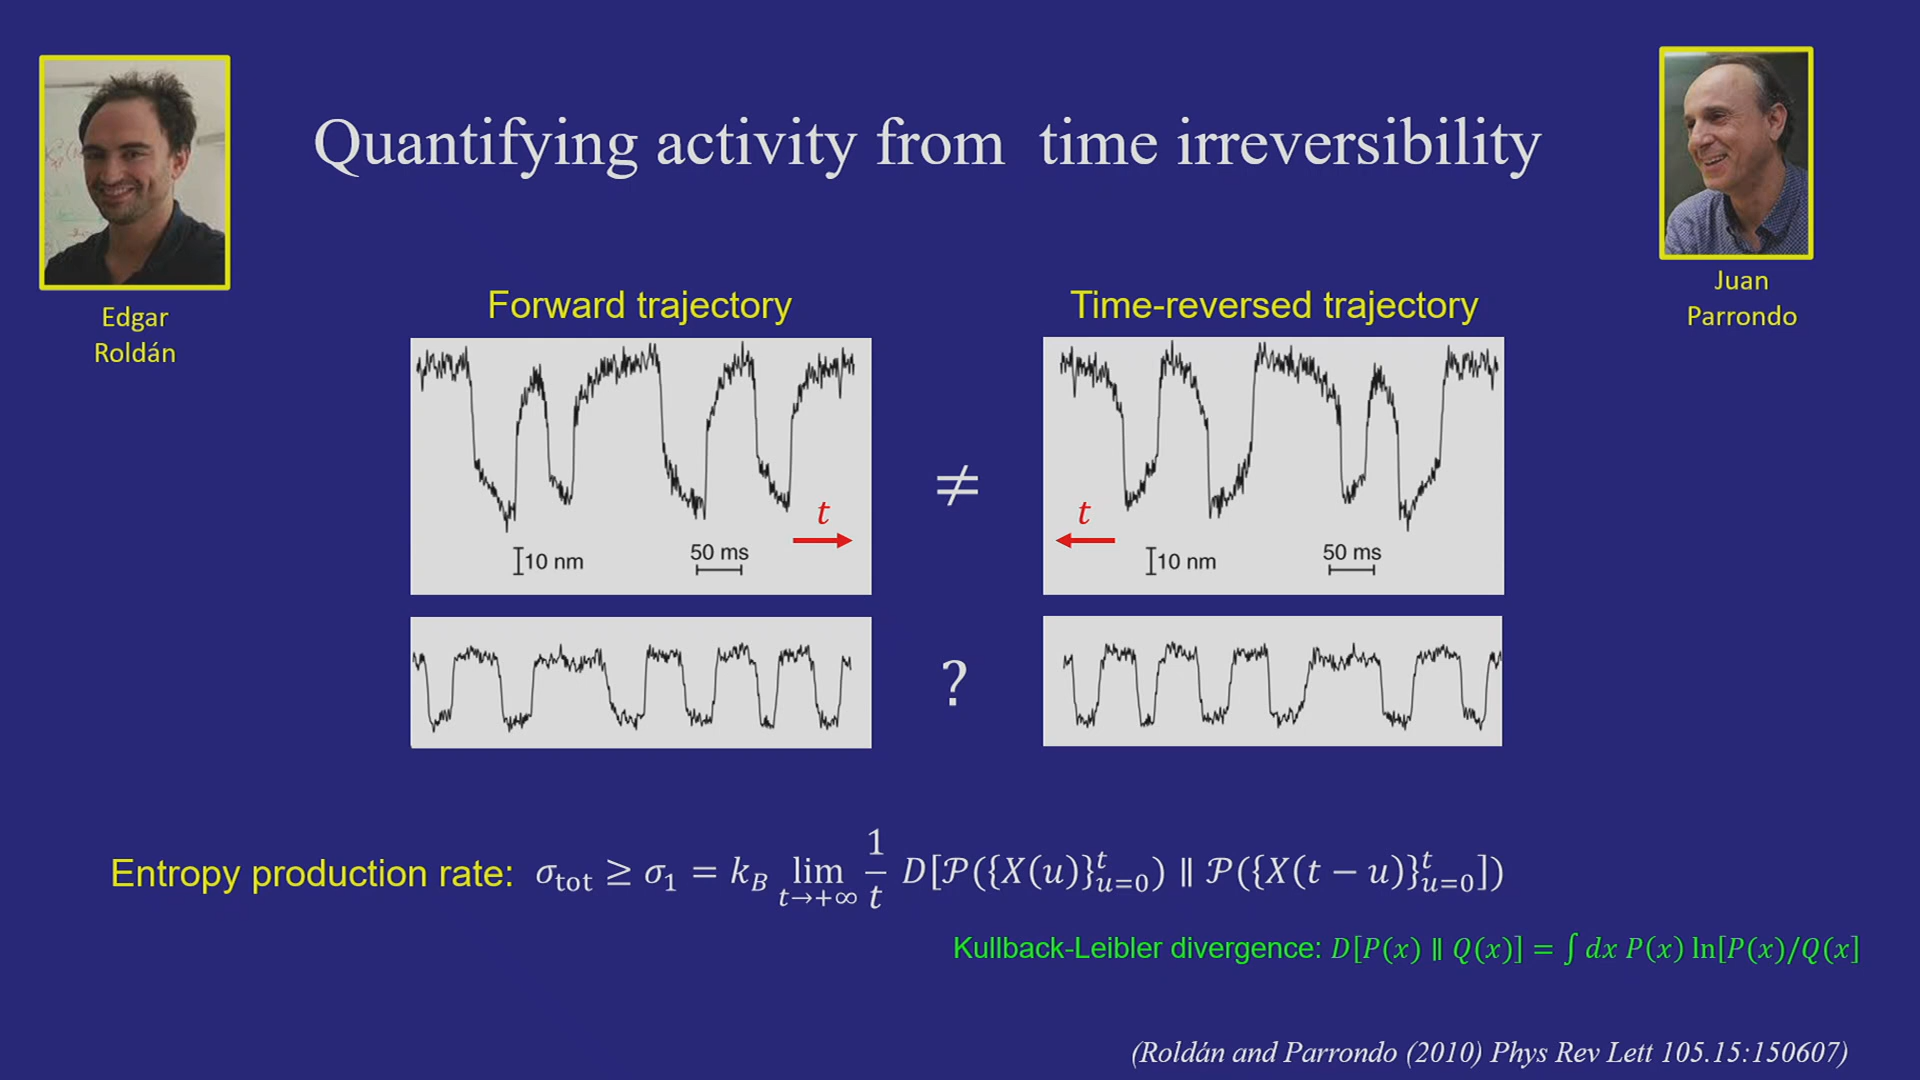 Quantifying activity from time irreversibility
Edgar
Roldán
Juan
Parrondo
Forward trajectory
Time-reversed trajectory
t
10 nm
50 ms
≠
t
10 nm
50 ms
?
Entropy production rate: σ_tot ≥ σ_1 = k_B lim_{t→+∞} 1/t D[𝒫({X(u)}_{u=0}^t) ∥ 𝒫({X(t − u)}_{u=0}^t])
Kullback-Leibler divergence: D[P(x) ∥ Q(x)] = ∫ dx P(x) ln[P(x)/Q(x]
(Roldán and Parrondo (2010) Phys Rev Lett 105.15:150607)